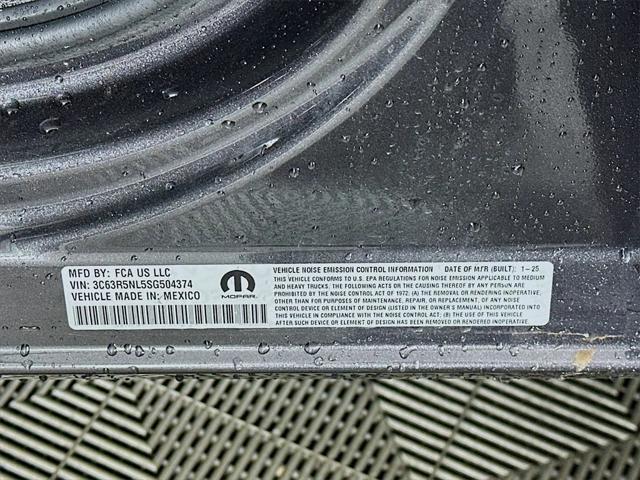 MFD BY: FCA US LLC
VIN: 3C63R5NL5SG504374
VEHICLE MADE IN: MEXICO
MOPAR
VEHICLE NOISE EMISSION CONTROL INFORMATION DATE OF MFR (BUILT): 1-25
THIS VEHICLE CONFORMS TO U.S. EPA REGULATIONS FOR NOISE EMISSION APPLICABLE TO MEDIUM
AND HEAVY TRUCKS. THE FOLLOWING ACTS OR THE CAUSING THEREOF BY ANY PERSON ARE
PROHIBITED BY THE NOISE CONTROL ACT OF 1972: (A) THE REMOVAL OR RENDERING INOPERATIVE,
OTHER THAN FOR PURPOSES OF MAINTENANCE, REPAIR, OR REPLACEMENT, OF ANY NOISE
CONTROL DEVICE OR ELEMENT OF DESIGN (LISTED IN THE OWNER'S MANUAL) INCORPORATED INTO
THIS VEHICLE IN COMPLIANCE WITH THE NOISE CONTROL ACT; (B) THE USE OF THIS VEHICLE
AFTER SUCH DEVICE OR ELEMENT OF DESIGN HAS BEEN REMOVED OR RENDERED INOPERATIVE.